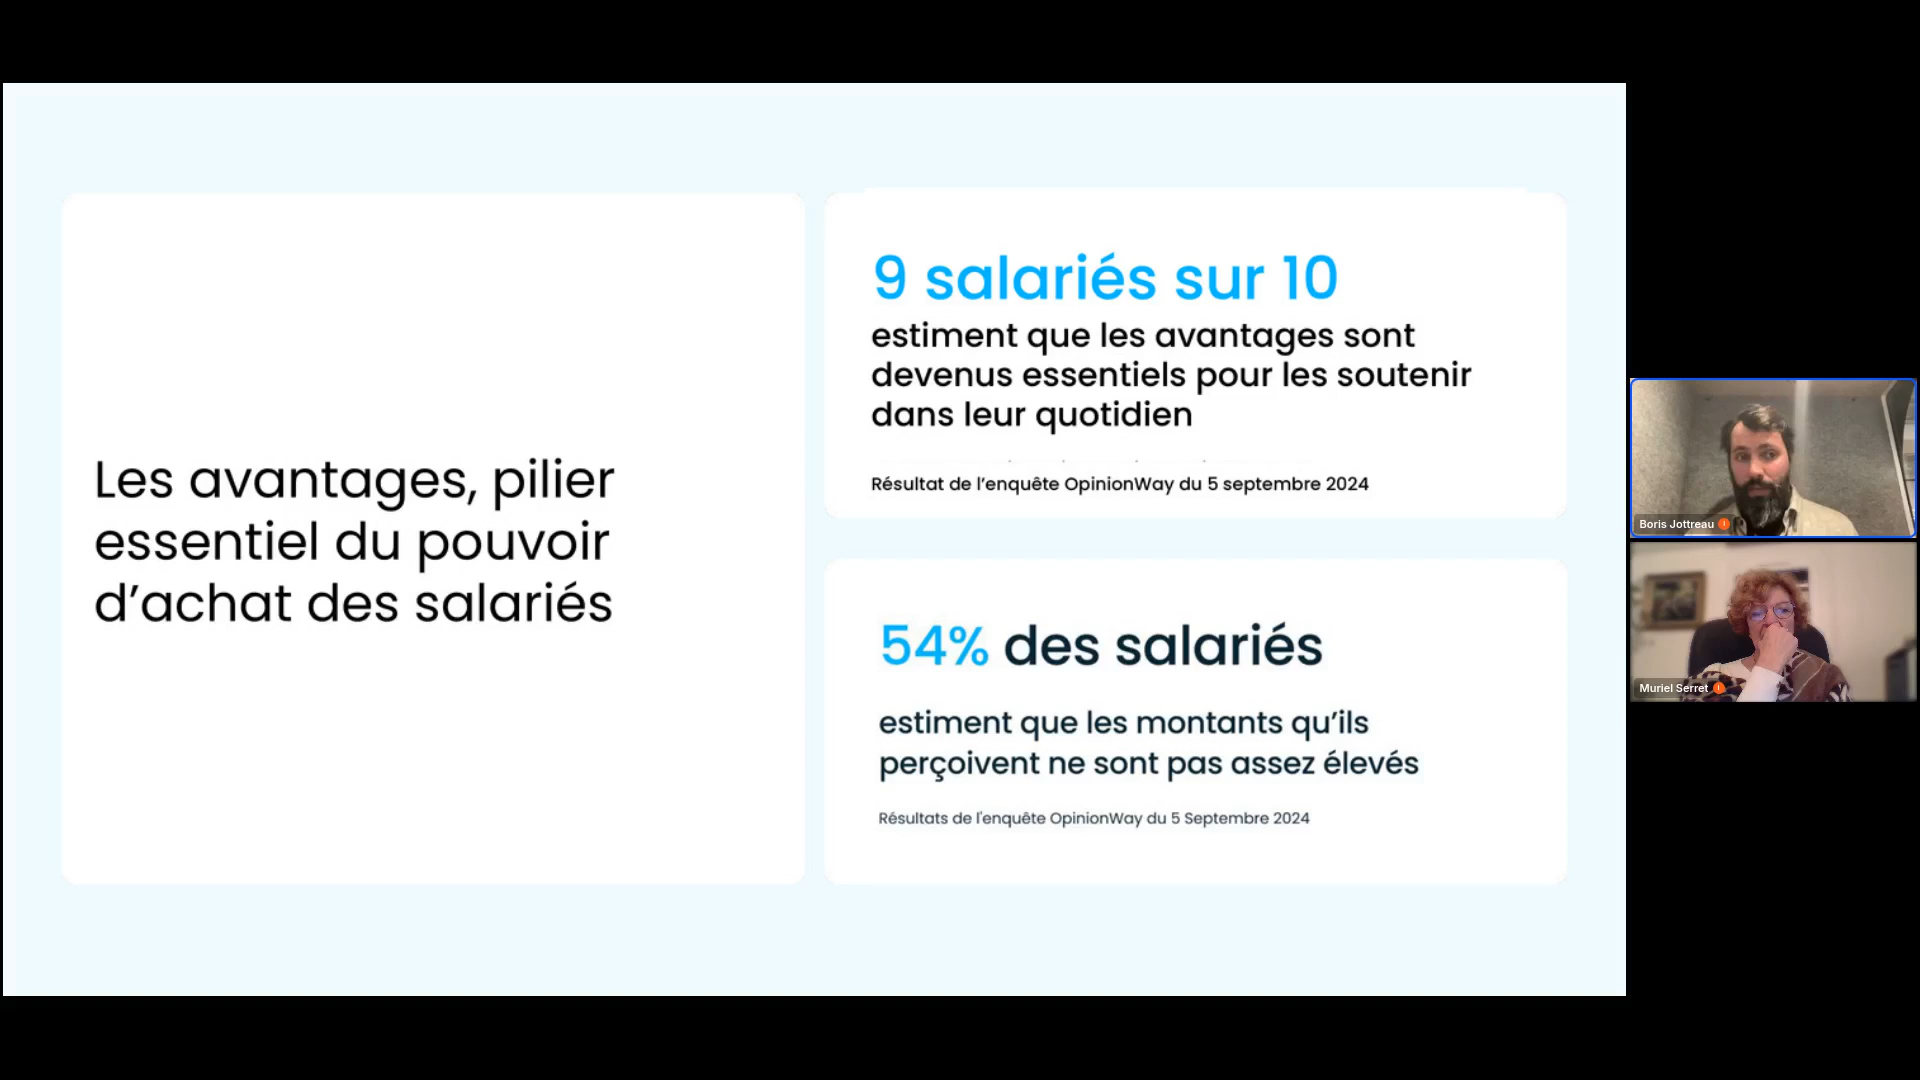 Les avantages, pilier
essentiel du pouvoir
d’achat des salariés
9 salariés sur 10
estiment que les avantages sont
devenus essentiels pour les soutenir
dans leur quotidien
Résultat de l’enquête OpinionWay du 5 septembre 2024
54% des salariés
estiment que les montants qu’ils
perçoivent ne sont pas assez élevés
Résultats de l'enquête OpinionWay du 5 Septembre 2024
Boris Jottreau
Muriel Serret